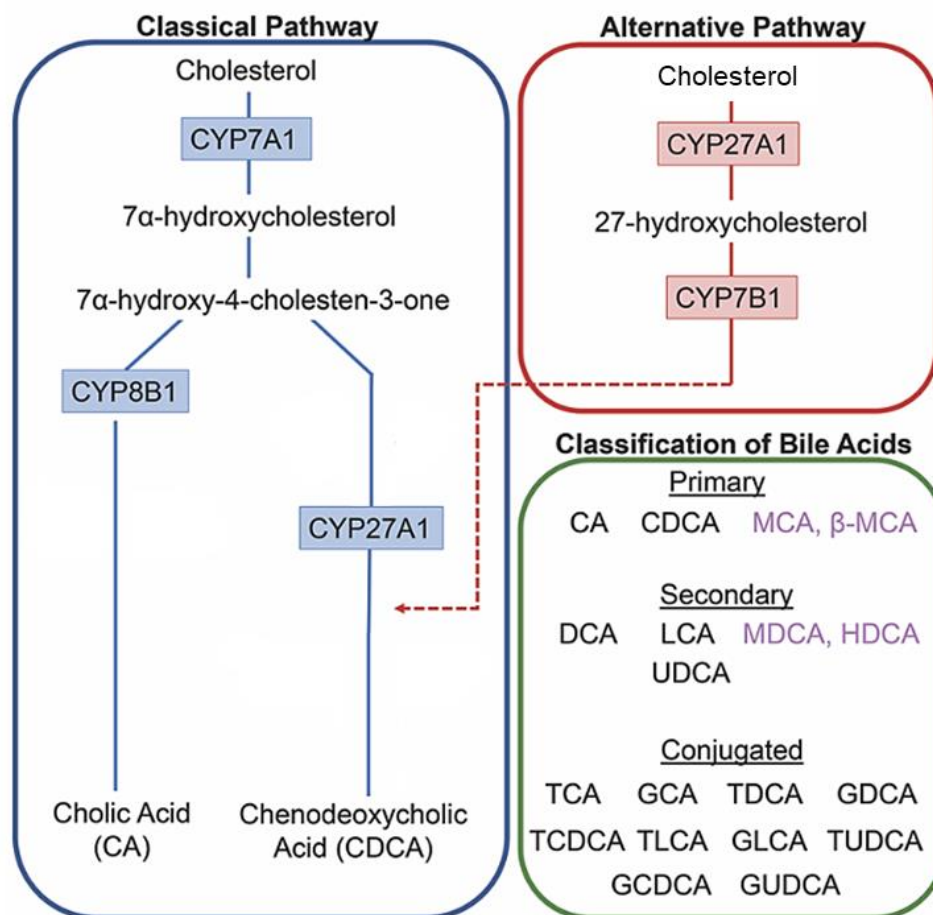 Classical Pathway
Cholesterol
CYP7A1
7α-hydroxycholesterol
7α-hydroxy-4-cholesten-3-one
CYP8B1
CYP27A1
Cholic Acid
(CA)
Chenodeoxycholic
Acid (CDCA)
Alternative Pathway
Cholesterol
CYP27A1
27-hydroxycholesterol
CYP7B1
Classification of Bile Acids
Primary
CA CDCA MCA, β-MCA
Secondary
DCA LCA MDCA, HDCA
UDCA
Conjugated
TCA GCA TDCA GDCA
TCDCA TLCA GLCA TUDCA
GCDCA GUDCA